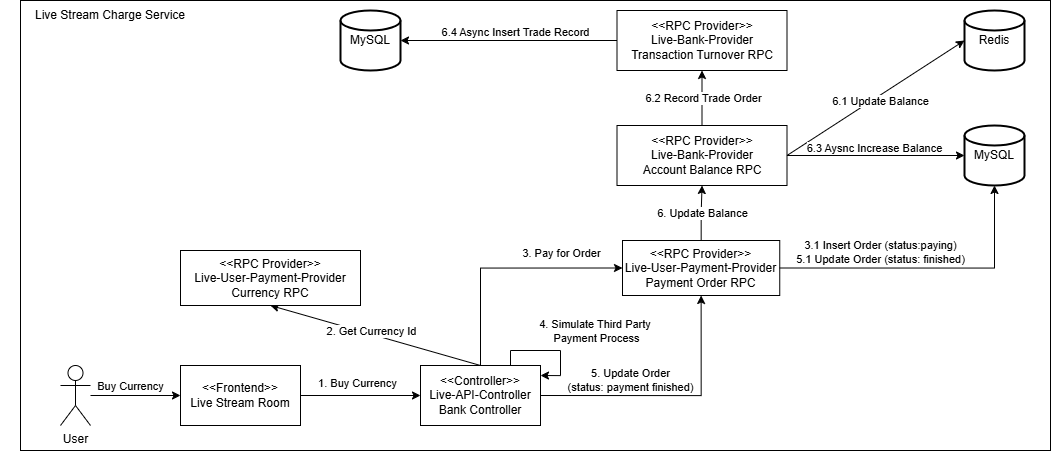 Live Stream Charge Service
MySQL
6.4 Async Insert Trade Record
<<RPC Provider>>
Live-Bank-Provider
Transaction Turnover RPC
Redis
6.2 Record Trade Order
6.1 Update Balance
<<RPC Provider>>
Live-Bank-Provider
Account Balance RPC
6.3 Aysnc Increase Balance
MySQL
6. Update Balance
<<RPC Provider>>
Live-User-Payment-Provider
Currency RPC
3. Pay for Order
<<RPC Provider>>
Live-User-Payment-Provider
Payment Order RPC
3.1 Insert Order (status:paying)
5.1 Update Order (status: finished)
2. Get Currency Id
4. Simulate Third Party
Payment Process
User
Buy Currency
<<Frontend>>
Live Stream Room
1. Buy Currency
<<Controller>>
Live-API-Controller
Bank Controller
5. Update Order
(status: payment finished)